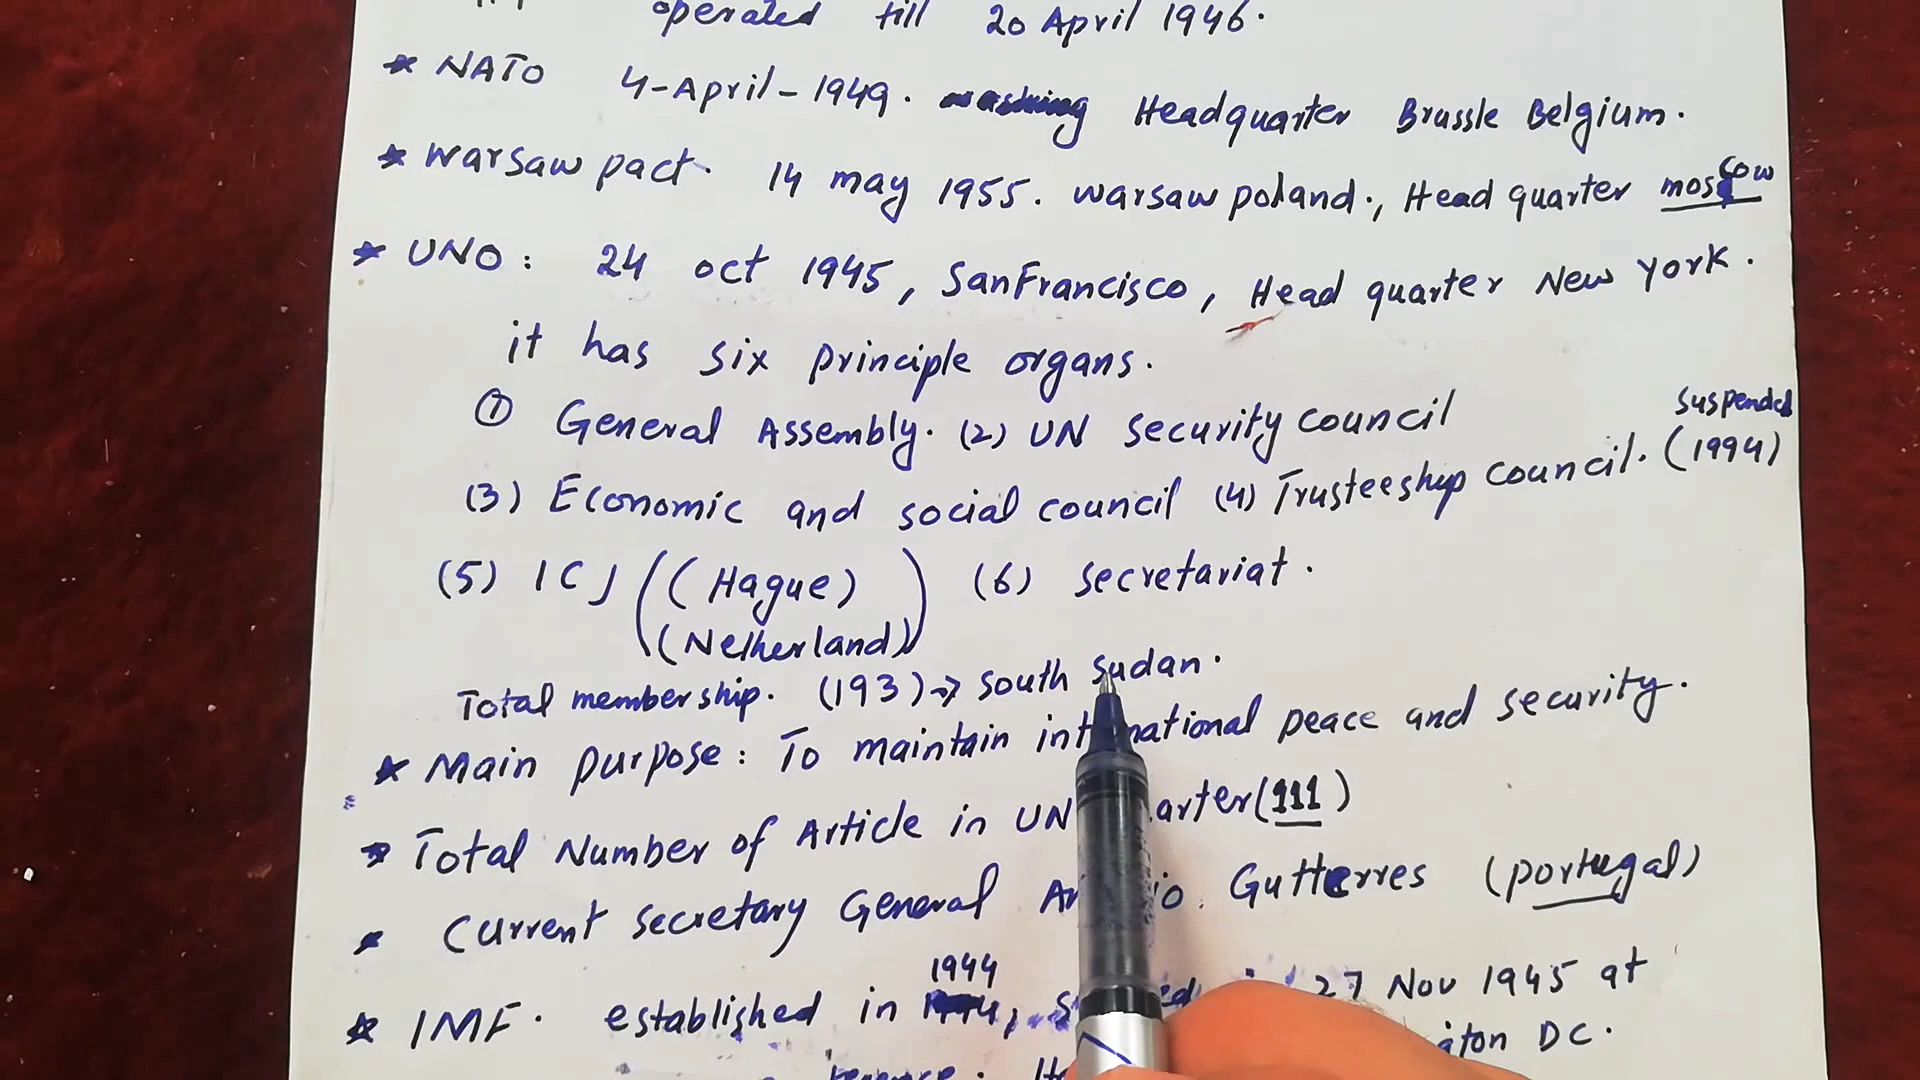 operated till 20 April 1946.
* NATO 4-April-1949. Headquarter Brussle Belgium.
* Warsaw pact. 14 may 1955. warsaw poland., Head quarter moscow
* UNO: 24 oct 1945, SanFrancisco, Head quarter New York.
it has six principle organs.
① General Assembly. (2) UN Security council
(3) Economic and social council (4) Trusteeship council. (1994) suspended
(5) ICJ ((Hague) (6) Secretariat.
(Netherland))
Total membership. (193) → South Sudan.
* Main purpose: To maintain international peace and security.
* Total Number of Article in UN arter(111)
* Current Secretary General Gutterres (portugal)
* IMF. established in 1944, 27 Nov 1945 at
DC.